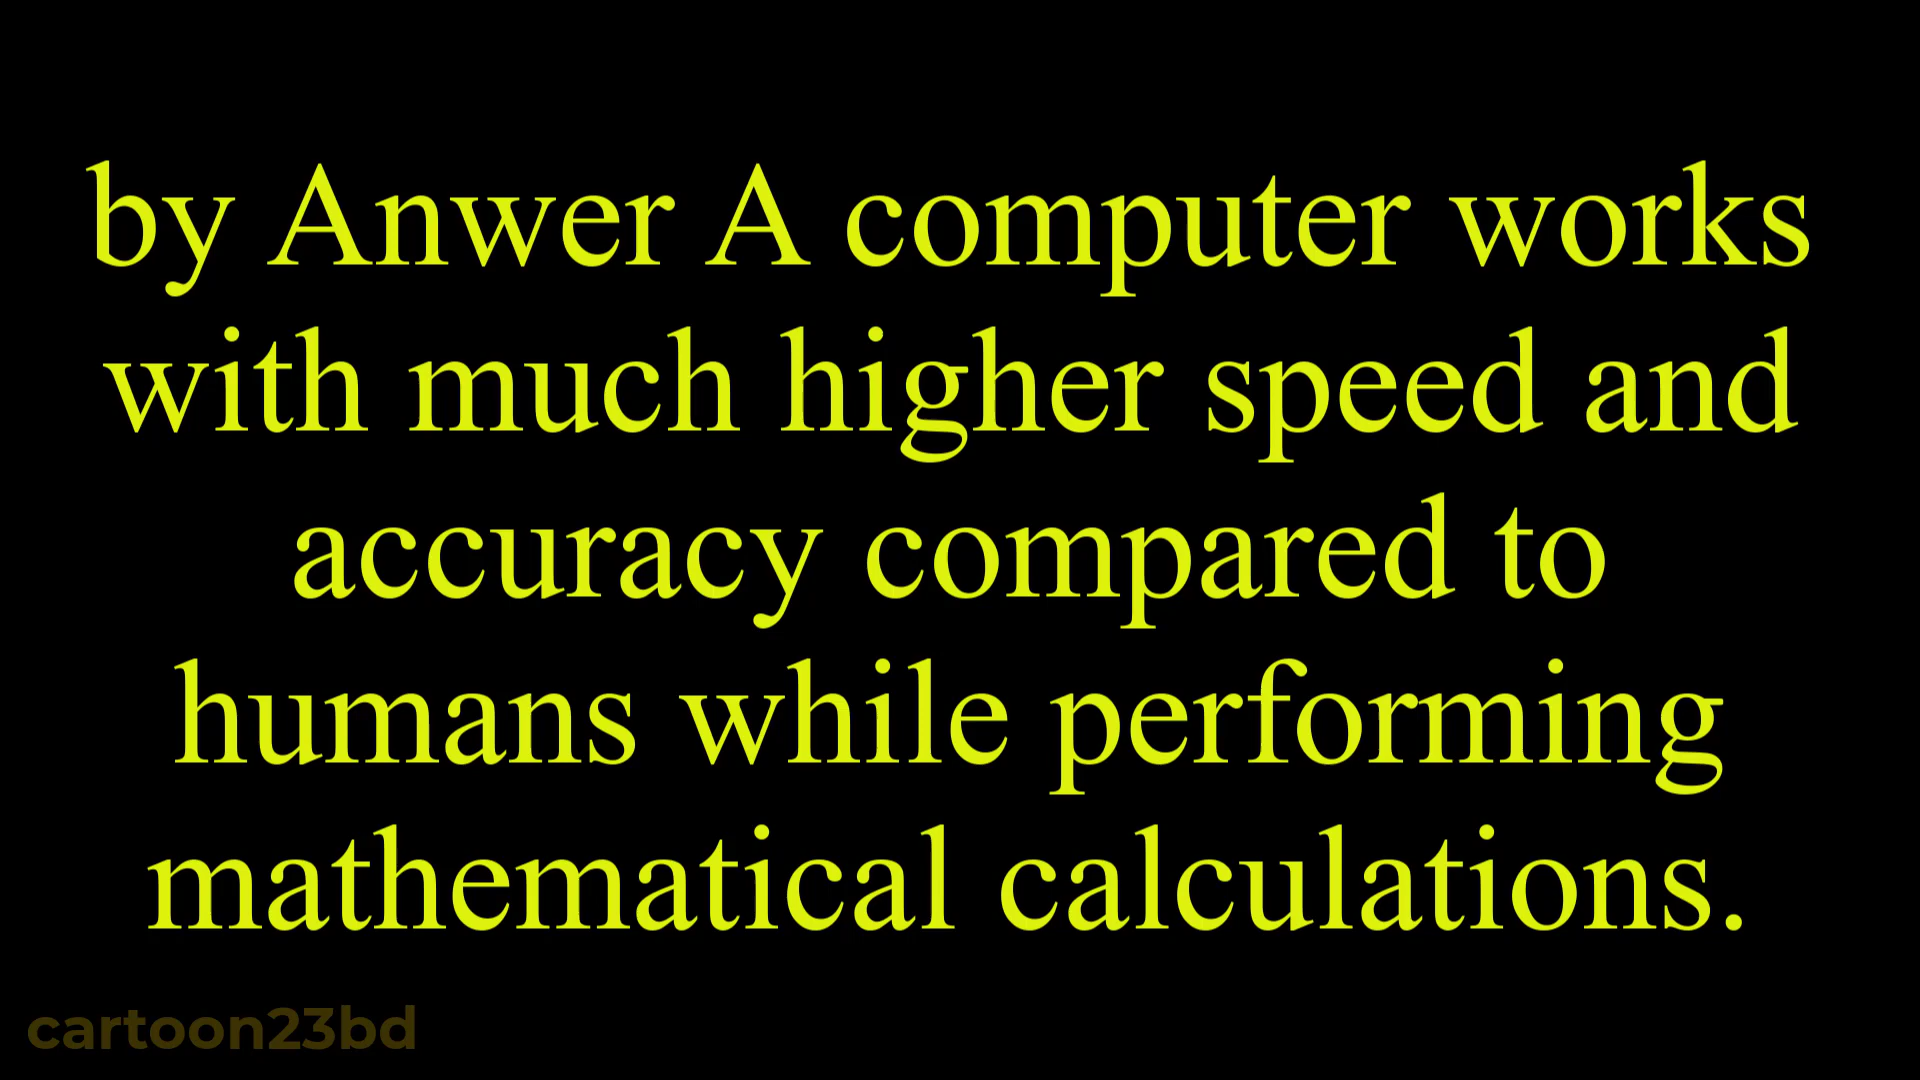 by Anwer A computer works
with much higher speed and
accuracy compared to
humans while performing
mathematical calculations.
cartoon23bd